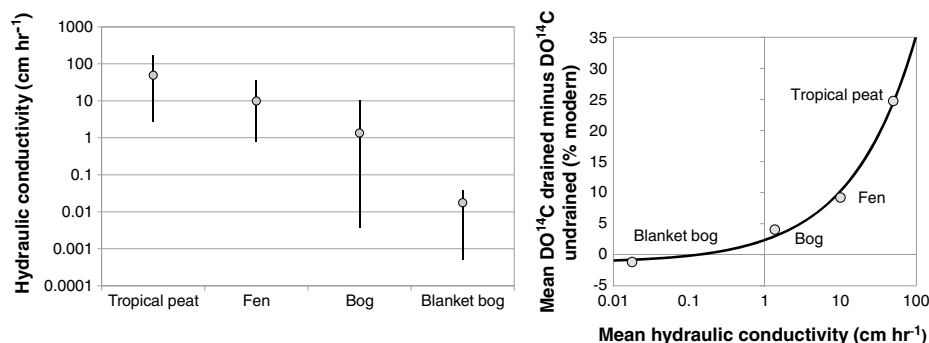 Hydraulic conductivity (cm hr⁻¹)
1000
100
10
1
0.1
0.01
0.001
0.0001
Tropical peat
Fen
Bog
Blanket bog
Mean DO¹⁴C drained minus DO¹⁴C
undrained (% modern)
35
30
25
20
15
10
5
0
-5
Tropical peat
Fen
Bog
Blanket bog
0.01
0.1
1
10
100
Mean hydraulic conductivity (cm hr⁻¹)